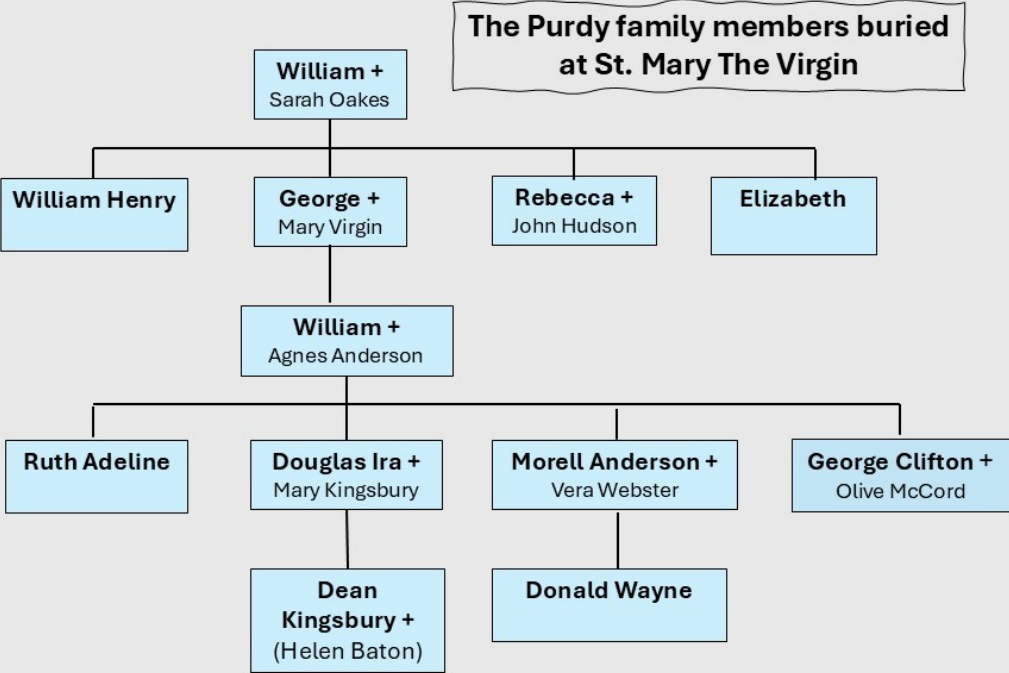 The Purdy family members buried
at St. Mary The Virgin
William +
Sarah Oakes
William Henry
George +
Mary Virgin
Rebecca +
John Hudson
Elizabeth
William +
Agnes Anderson
Ruth Adeline
Douglas Ira +
Mary Kingsbury
Morell Anderson +
Vera Webster
George Clifton +
Olive McCord
Dean
Kingsbury +
(Helen Baton)
Donald Wayne